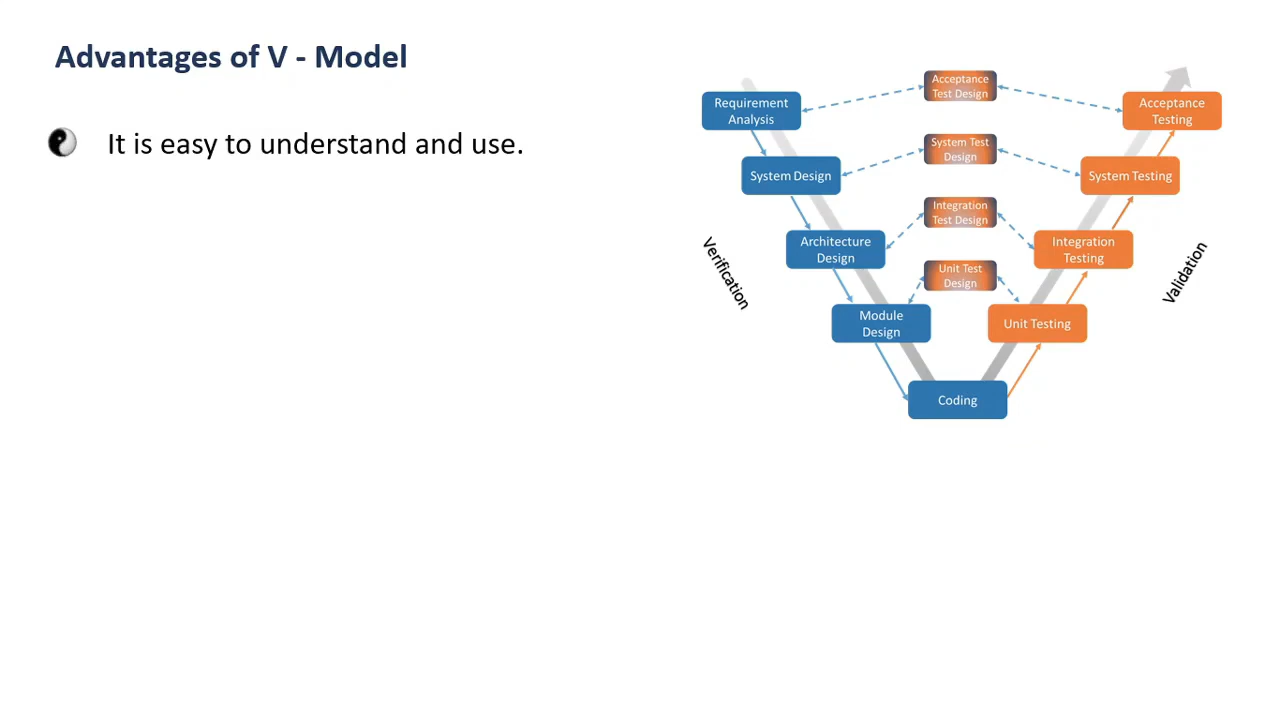 Advantages of V - Model
It is easy to understand and use.
Requirement
Analysis
Acceptance
Test Design
Acceptance
Testing
System Design
System Test
Design
System Testing
Architecture
Design
Integration
Test Design
Integration
Testing
Verification
Validation
Module
Design
Unit Test
Design
Unit Testing
Coding